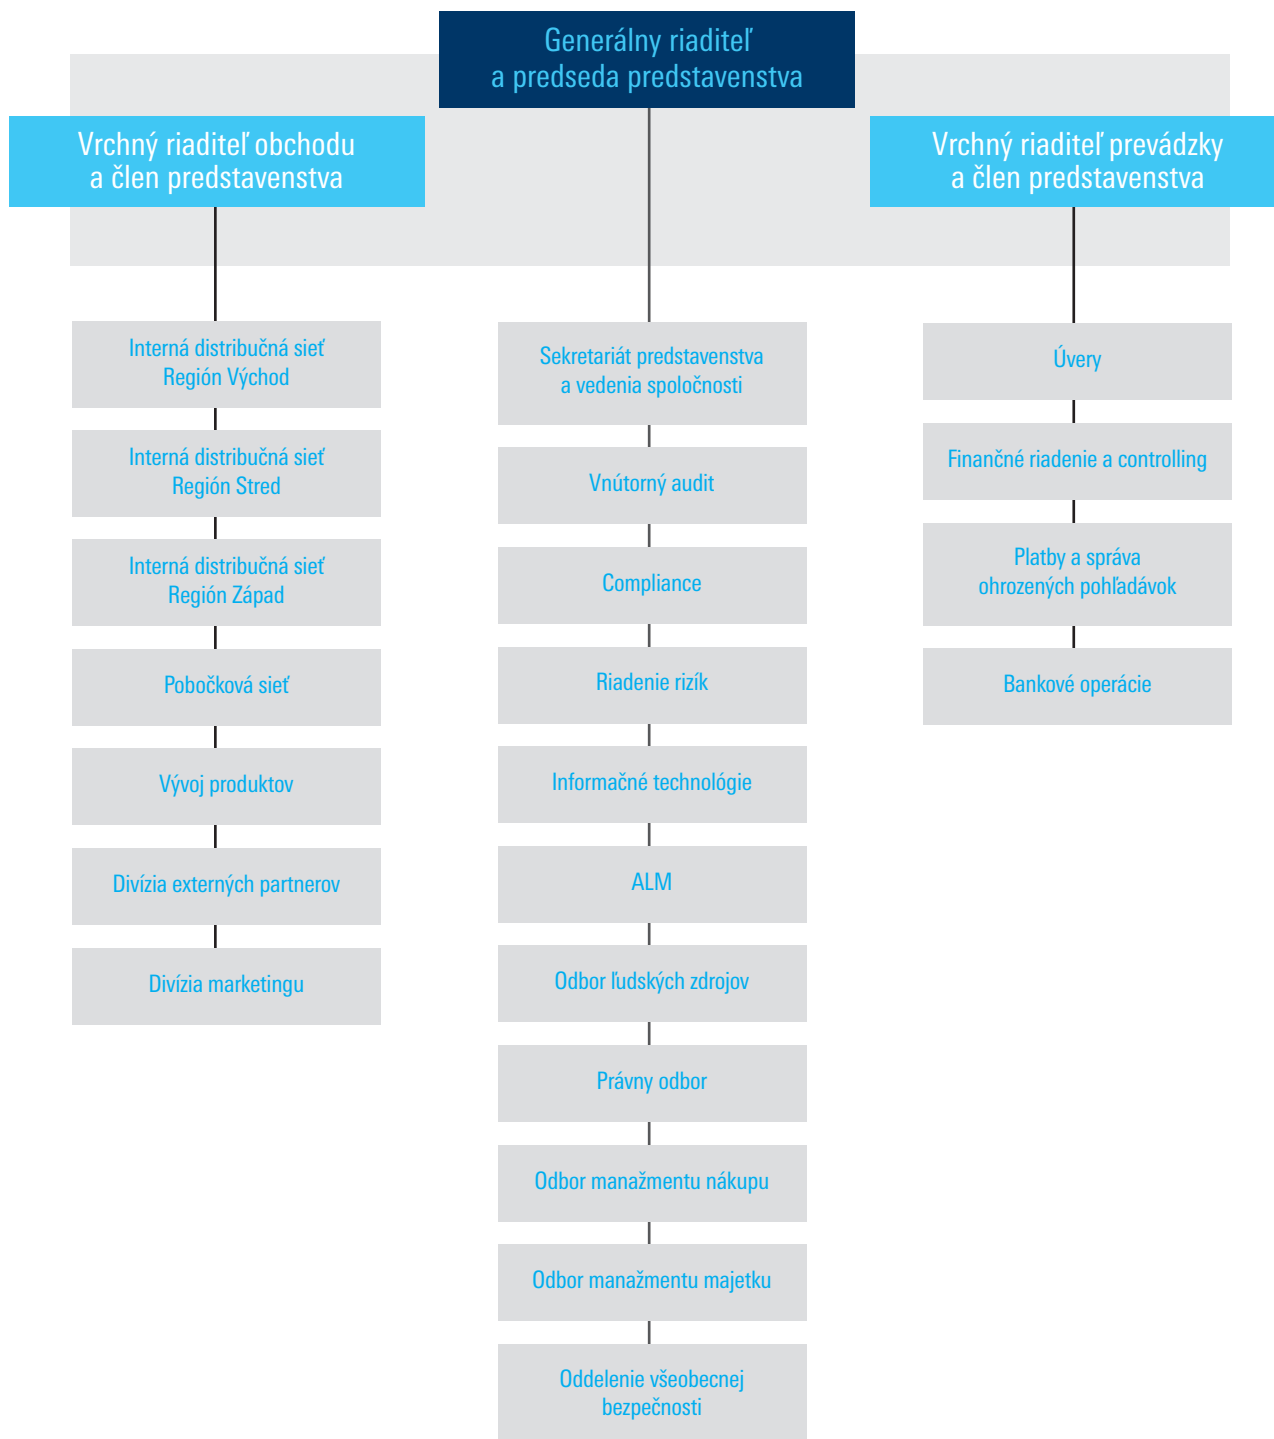 Generálny riaditeľ
a predseda predstavenstva
Vrchný riaditeľ obchodu
a člen predstavenstva
Vrchný riaditeľ prevádzky
a člen predstavenstva
Interná distribučná sieť
Región Východ
Interná distribučná sieť
Región Stred
Interná distribučná sieť
Región Západ
Pobočková sieť
Vývoj produktov
Divízia externých partnerov
Divízia marketingu
Sekretariát predstavenstva
a vedenia spoločnosti
Vnútorný audit
Compliance
Riadenie rizík
Informačné technológie
ALM
Odbor ľudských zdrojov
Právny odbor
Odbor manažmentu nákupu
Odbor manažmentu majetku
Oddelenie všeobecnej
bezpečnosti
Úvery
Finančné riadenie a controlling
Platby a správa
ohrozených pohľadávok
Bankové operácie